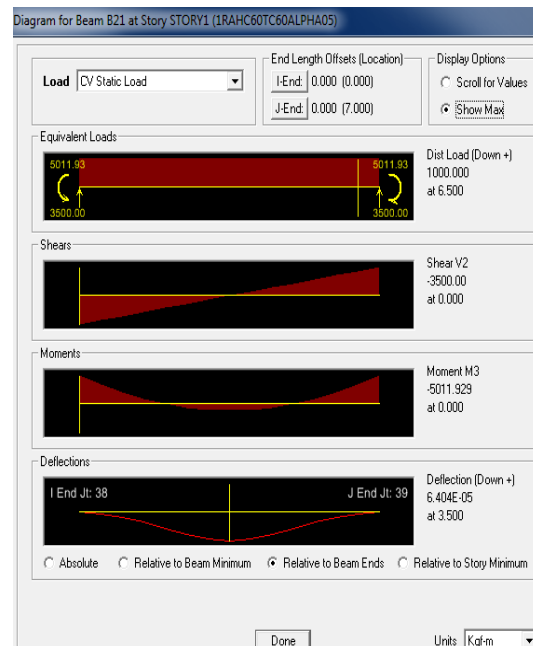 Diagram for Beam B21 at Story STORY1 (1RAHC60TC60ALPHA05)
Load CV Static Load
End Length Offsets (Location)
I-End: 0.000 (0.000)
J-End: 0.000 (7.000)
Display Options
Scroll for Values
Show Max
Equivalent Loads
5011.93 5011.93
3500.00 3500.00
Dist Load (Down +)
1000.000
at 6.500
Shears
Shear V2
-3500.00
at 0.000
Moments
Moment M3
-5011.929
at 0.000
Deflections
I End Jt: 38 J End Jt: 39
Deflection (Down +)
6.404E-05
at 3.500
Absolute Relative to Beam Minimum Relative to Beam Ends Relative to Story Minimum
Done Units Kgf-m